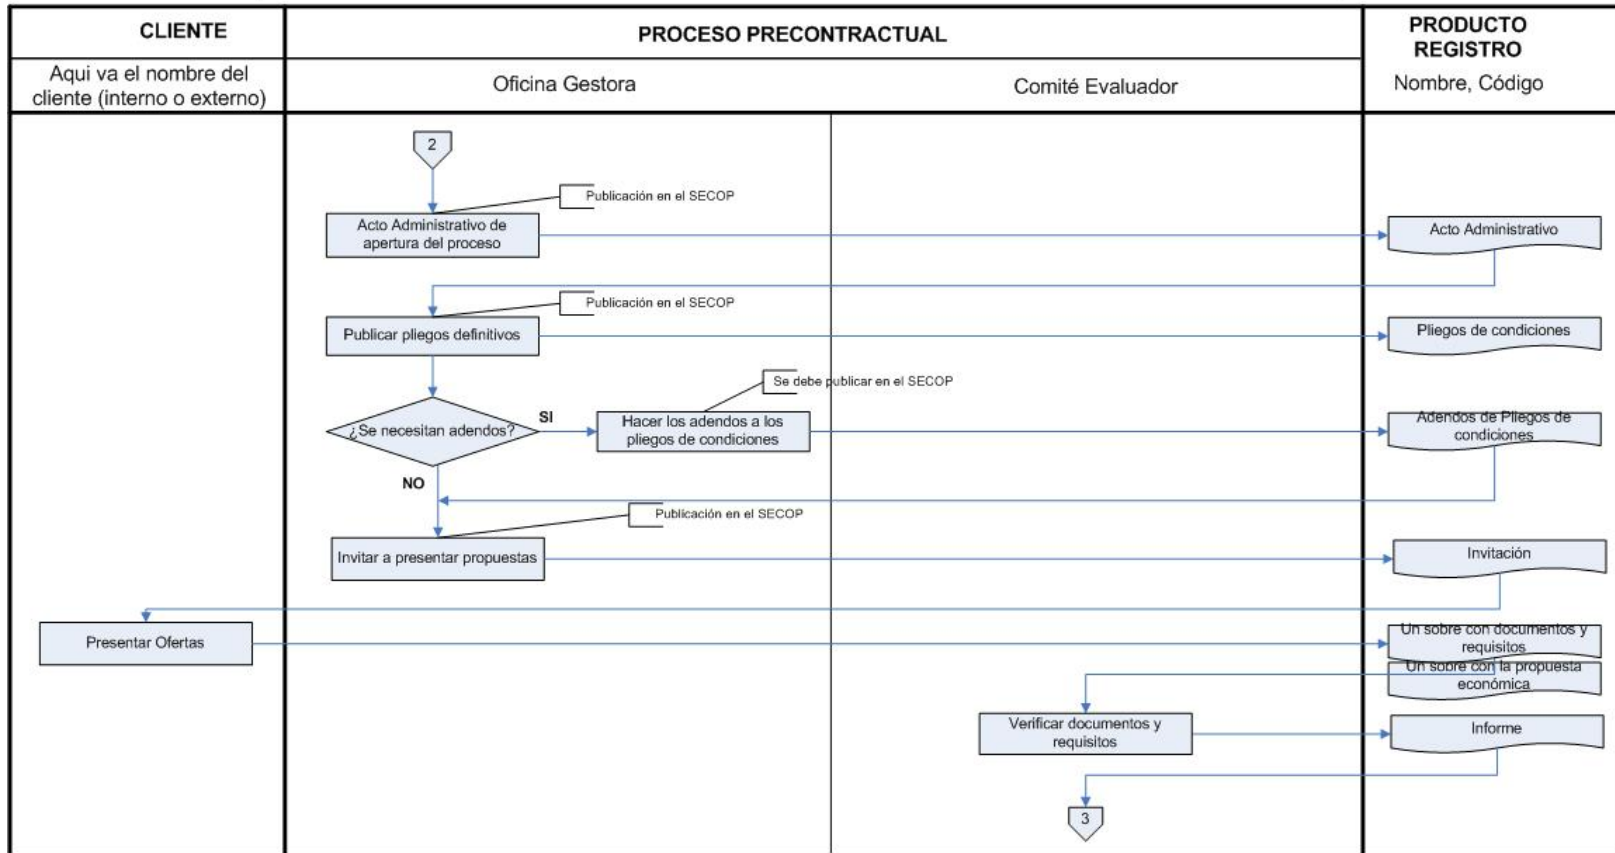 CLIENTE
PROCESO PRECONTRACTUAL
PRODUCTO
REGISTRO
Aqui va el nombre del
cliente (interno o externo)
Oficina Gestora
Comité Evaluador
Nombre, Código
2
Publicación en el SECOP
Acto Administrativo de
apertura del proceso
Acto Administrativo
Publicación en el SECOP
Publicar pliegos definitivos
Pliegos de condiciones
Se debe publicar en el SECOP
¿Se necesitan adendos?
SI
Hacer los adendos a los
pliegos de condiciones
Adendos de Pliegos de
condiciones
NO
Publicación en el SECOP
Invitar a presentar propuestas
Invitación
Presentar Ofertas
Un sobre con documentos y
requisitos
Un sobre con la propuesta
económica
Verificar documentos y
requisitos
Informe
3